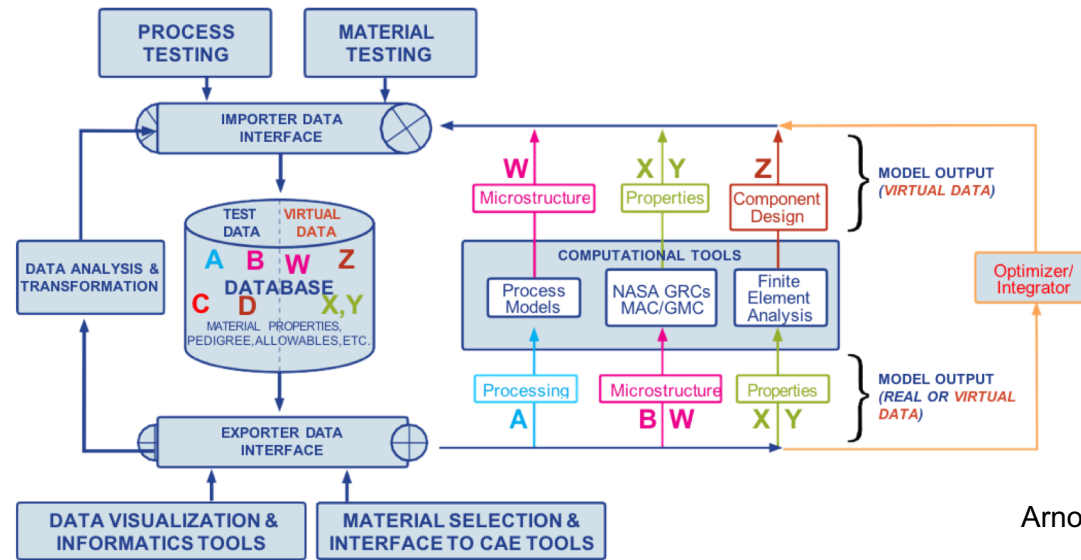 PROCESS
TESTING
MATERIAL
TESTING
IMPORTER DATA
INTERFACE
W
X Y
Z
MODEL OUTPUT
(VIRTUAL DATA)
Microstructure
Properties
Component
Design
TEST
DATA
VIRTUAL
DATA
A B W Z
DATABASE
C D X,Y
MATERIAL PROPERTIES,
PEDIGREE, ALLOWABLES, ETC.
DATA ANALYSIS &
TRANSFORMATION
COMPUTATIONAL TOOLS
Process
Models
NASA GRCs
MAC/GMC
Finite
Element
Analysis
Optimizer/
Integrator
Processing
Microstructure
Properties
MODEL OUTPUT
(REAL OR VIRTUAL
DATA)
A
B W
X Y
EXPORTER DATA
INTERFACE
DATA VISUALIZATION &
INFORMATICS TOOLS
MATERIAL SELECTION &
INTERFACE TO CAE TOOLS
Arno